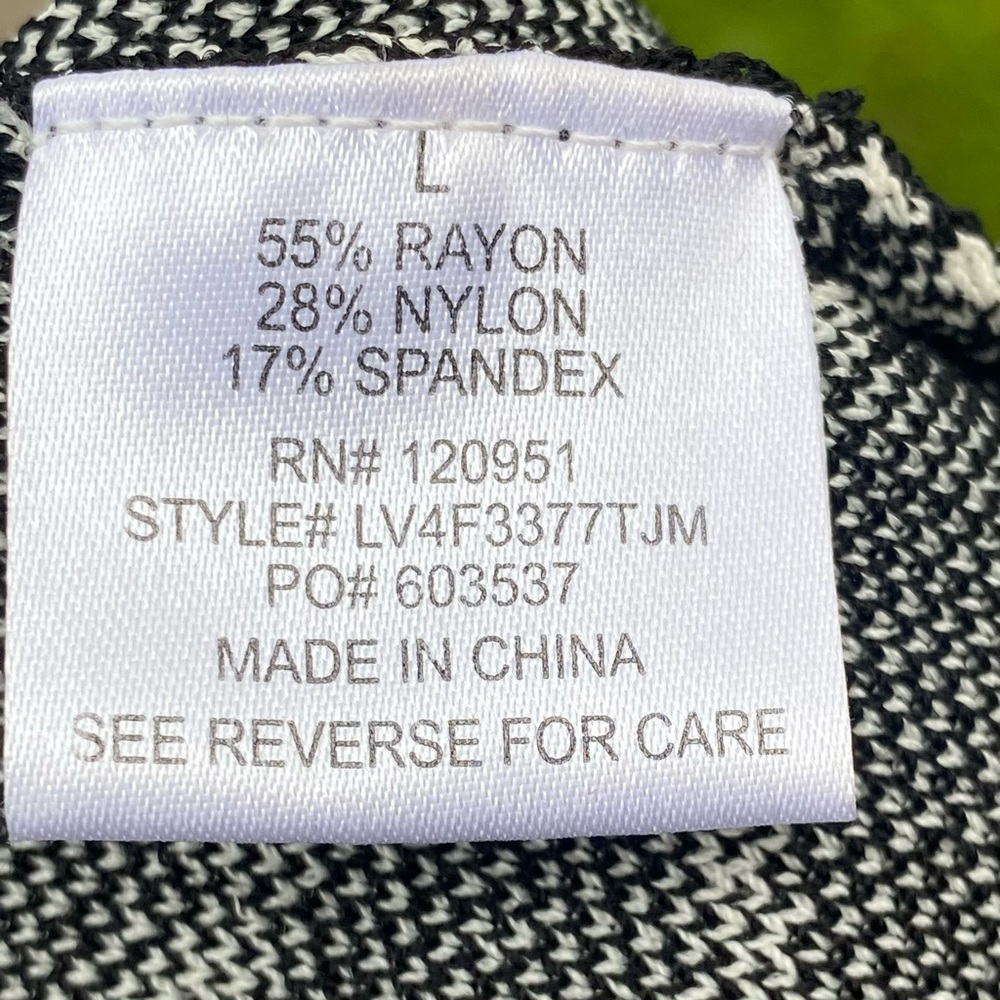 L
55% RAYON
28% NYLON
17% SPANDEX
RN# 120951
STYLE# LV4F3377TJM
PO# 603537
MADE IN CHINA
SEE REVERSE FOR CARE